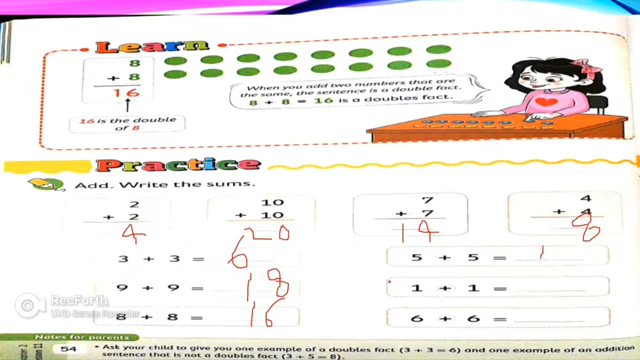 Learn
8
+ 8
16
16 is the double
of 8
When you add two numbers that are
the same, the sentence is a double fact.
8 + 8 = 16 is a doubles fact.
Practice
Add. Write the sums.
2
+ 2
4
10
+ 10
20
7
+ 7
14
4
+ 4
8
3 + 3 = 6
5 + 5 = 1
9 + 9 = 18
1 + 1 =
8 + 8 = 16
6 + 6 =
RecForth
Notes for parents
54
• Ask your child to give you one example of a doubles fact (3 + 3 = 6) and one example of an addition
sentence that is not a doubles fact (3 + 5 = 8).